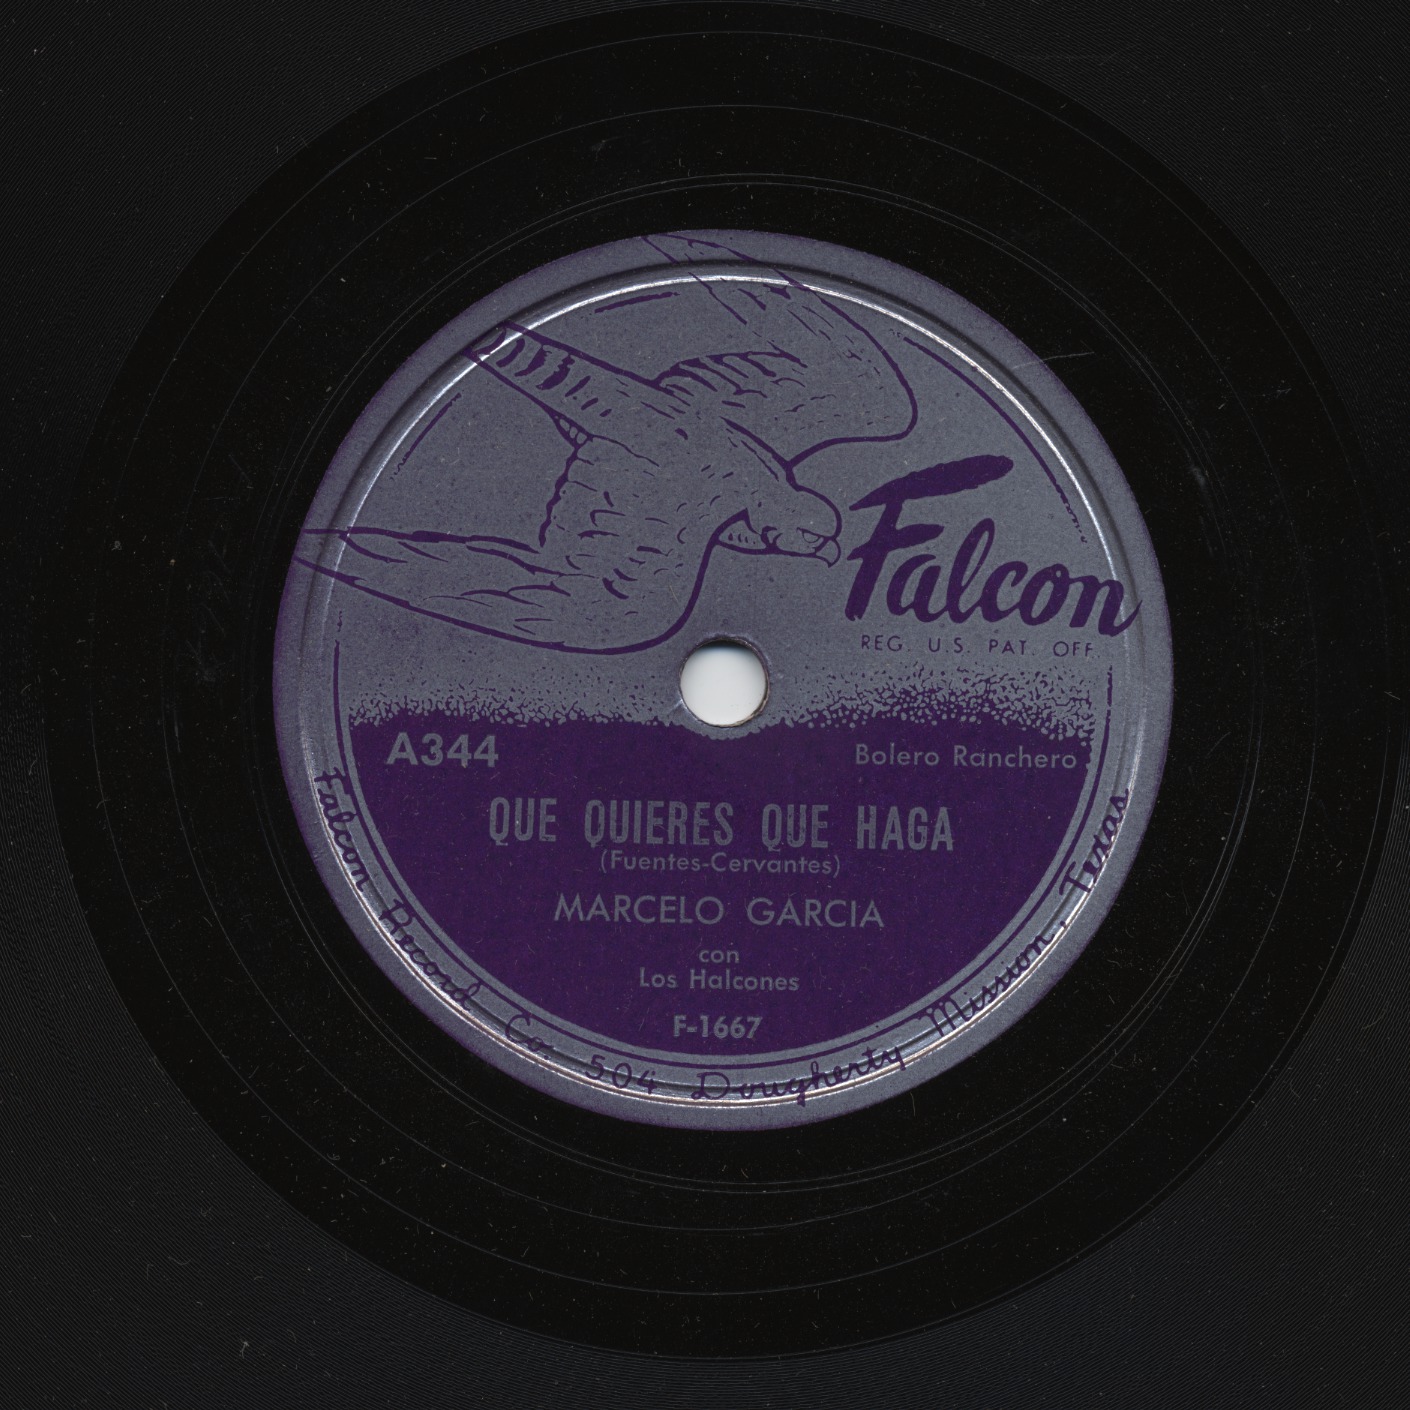 Falcon
REG. U.S. PAT. OFF.
A344
Bolero Ranchero
QUE QUIERES QUE HAGA
(Fuentes-Cervantes)
MARCELO GARCIA
con
Los Halcones
F-1667
Falcon Record Co. 504 Dougherty Mission, Texas